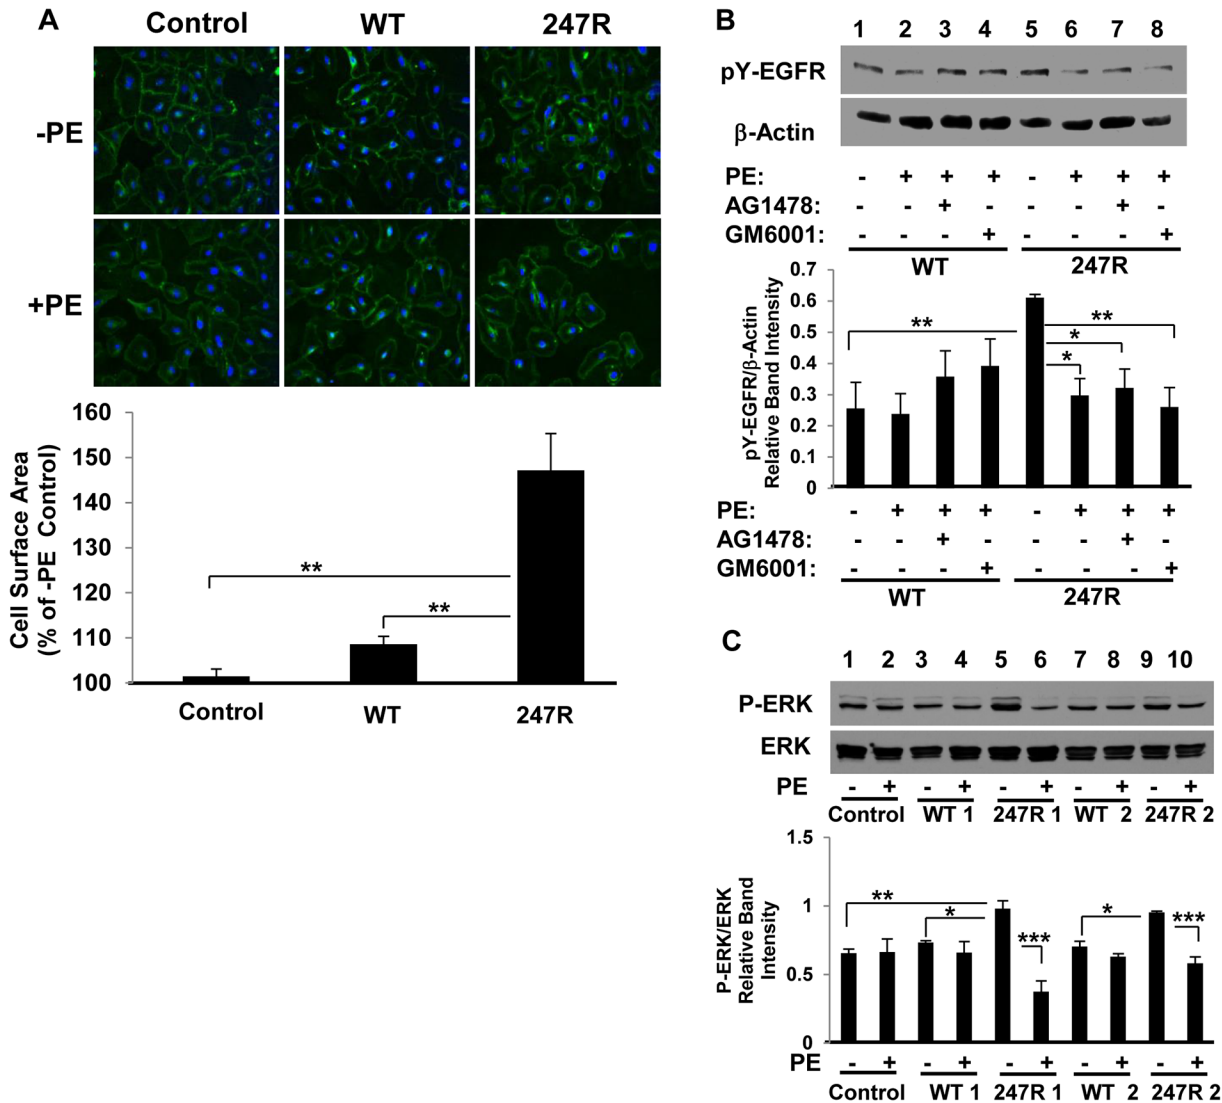 A
Control WT 247R
-PE
+PE
160
150
140
130
120
110
100
Cell Surface Area
(% of -PE Control)
**
**
Control WT 247R
B
1 2 3 4 5 6 7 8
pY-EGFR
β-Actin
PE: - + + + - + + +
AG1478: - - + - - - + -
GM6001: - - - + - - - +
WT 247R
0.7
0.6
0.5
0.4
0.3
0.2
0.1
0
pY-EGFR/β-Actin
Relative Band Intensity
**
**
*
*
PE: - + + + - + + +
AG1478: - - + - - - + -
GM6001: - - - + - - - +
WT 247R
C
1 2 3 4 5 6 7 8 9 10
P-ERK
ERK
PE - + - + - + - + - +
Control WT 1 247R 1 WT 2 247R 2
1.5
1
0.5
0
P-ERK/ERK
Relative Band
Intensity
**
*
***
*
***
PE - + - + - + - + - +
Control WT 1 247R 1 WT 2 247R 2